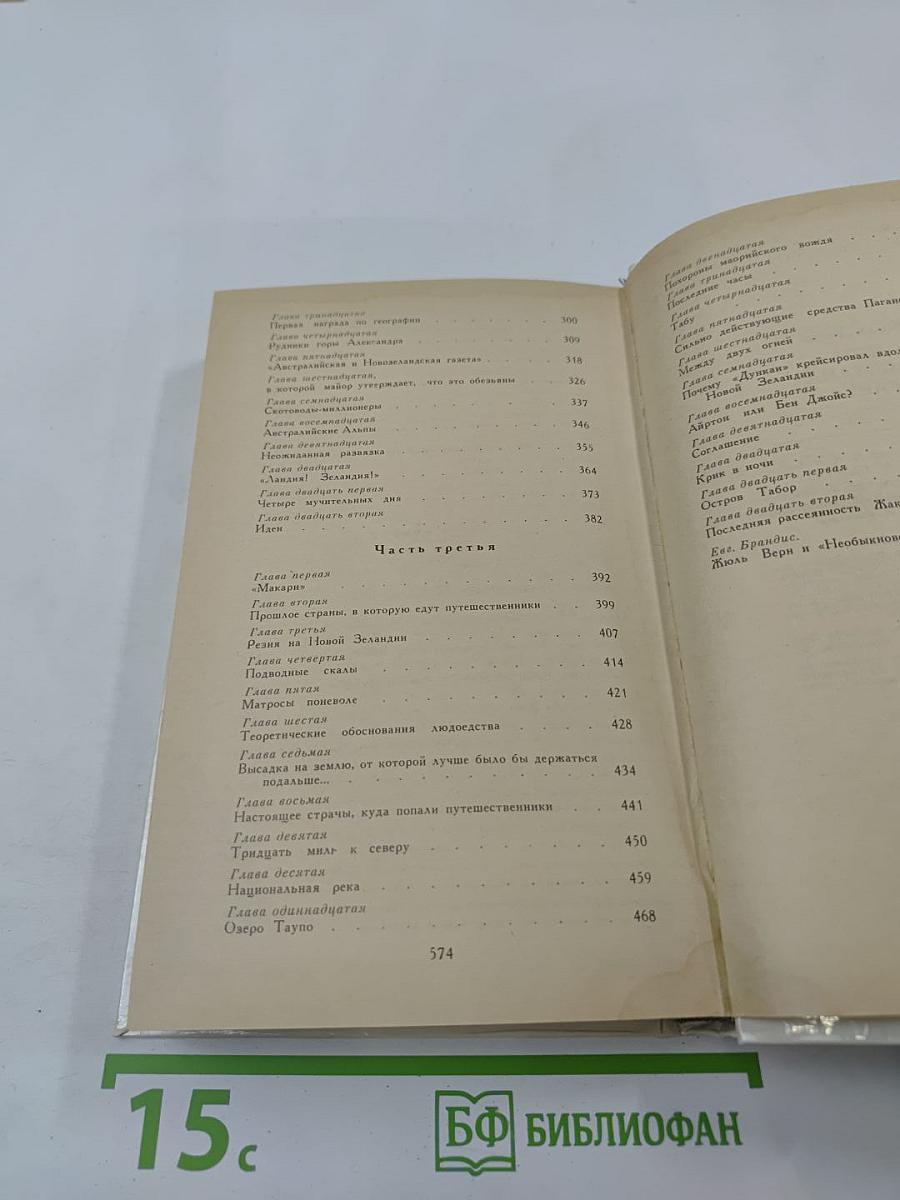 Глава тринадцатая
Первая награда по географии . . . . . . 300
Глава четырнадцатая
Рудники горы Александра . . . . . . 309
Глава пятнадцатая
«Австралийская и Новозеландская газета» . . . . 318
Глава шестнадцатая,
в которой майор утверждает, что это обезьяны . . 326
Глава семнадцатая
Скотоводы-миллионеры . . . . . . . 337
Глава восемнадцатая
Австралийские Альпы . . . . . . . 346
Глава девятнадцатая
Неожиданная развязка . . . . . . . 355
Глава двадцатая
«Ландия! Зеландия!» . . . . . . . 364
Глава двадцать первая
Четыре мучительных дня . . . . . . 373
Глава двадцать вторая
Иден . . . . . . . . . . 382
Часть третья
Глава первая
«Макари» . . . . . . . . . 392
Глава вторая
Прошлое страны, в которую едут путешественники . . 399
Глава третья
Резня на Новой Зеландии . . . . . . 407
Глава четвертая
Подводные скалы . . . . . . . . 414
Глава пятая
Матросы поневоле . . . . . . . . 421
Глава шестая
Теоретические обоснования людоедства . . . . 428
Глава седьмая
Высадка на землю, от которой лучше было бы держаться
подальше... . . . . . . . . . 434
Глава восьмая
Настоящее страчы, куда попали путешественники . . 441
Глава девятая
Тридцать миль к северу . . . . . . 450
Глава десятая
Национальная река . . . . . . . . 459
Глава одиннадцатая
Озеро Таупо . . . . . . . . . 468
574
Глава двенадцатая
Похороны маорийского вождя . . .
Глава тринадцатая
Последние часы . . . . .
Глава четырнадцатая
Табу . . . . . . .
Глава пятнадцатая
Сильно действующие средства Пагане
Глава шестнадцатая
Между двух огней . . . .
Глава семнадцатая
Почему «Дункан» крейсировал вдол
Новой Зеландии . . . .
Глава восемнадцатая
Айртон или Бен Джойс? . . .
Глава девятнадцатая
Соглашение . . . . .
Глава двадцатая
Крик в ночи . . . . .
Глава двадцать первая
Остров Табор . . . . .
Глава двадцать вторая
Последняя рассеянность Жак
Евг. Брандис.
Жюль Верн и «Необыкнове
15 с
БФ БИБЛИОФАН